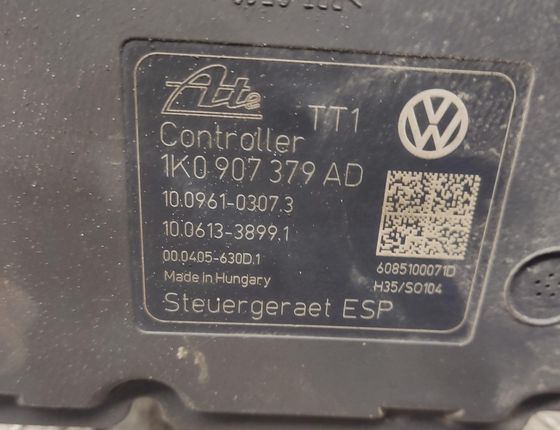 Ate
TT1
Controller
1K0 907 379 AD
10.0961-0307.3
10.0613-3899.1
00.0405-630D.1
6085100071D
Made in Hungary
H35/SO104
Steuergeraet ESP